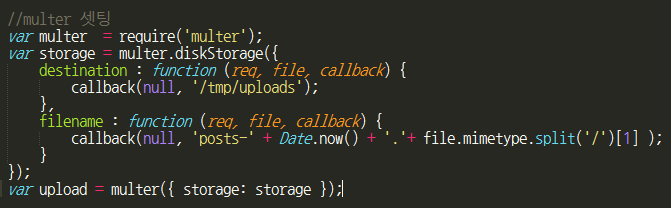 //multer 셋팅
var multer  = require('multer');
var storage = multer.diskStorage({
    destination : function (req, file, callback) {
        callback(null, '/tmp/uploads');
    },
    filename : function (req, file, callback) {
        callback(null, 'posts-' + Date.now() + '.'+ file.mimetype.split('/')[1] );
    }
});
var upload = multer({ storage: storage });